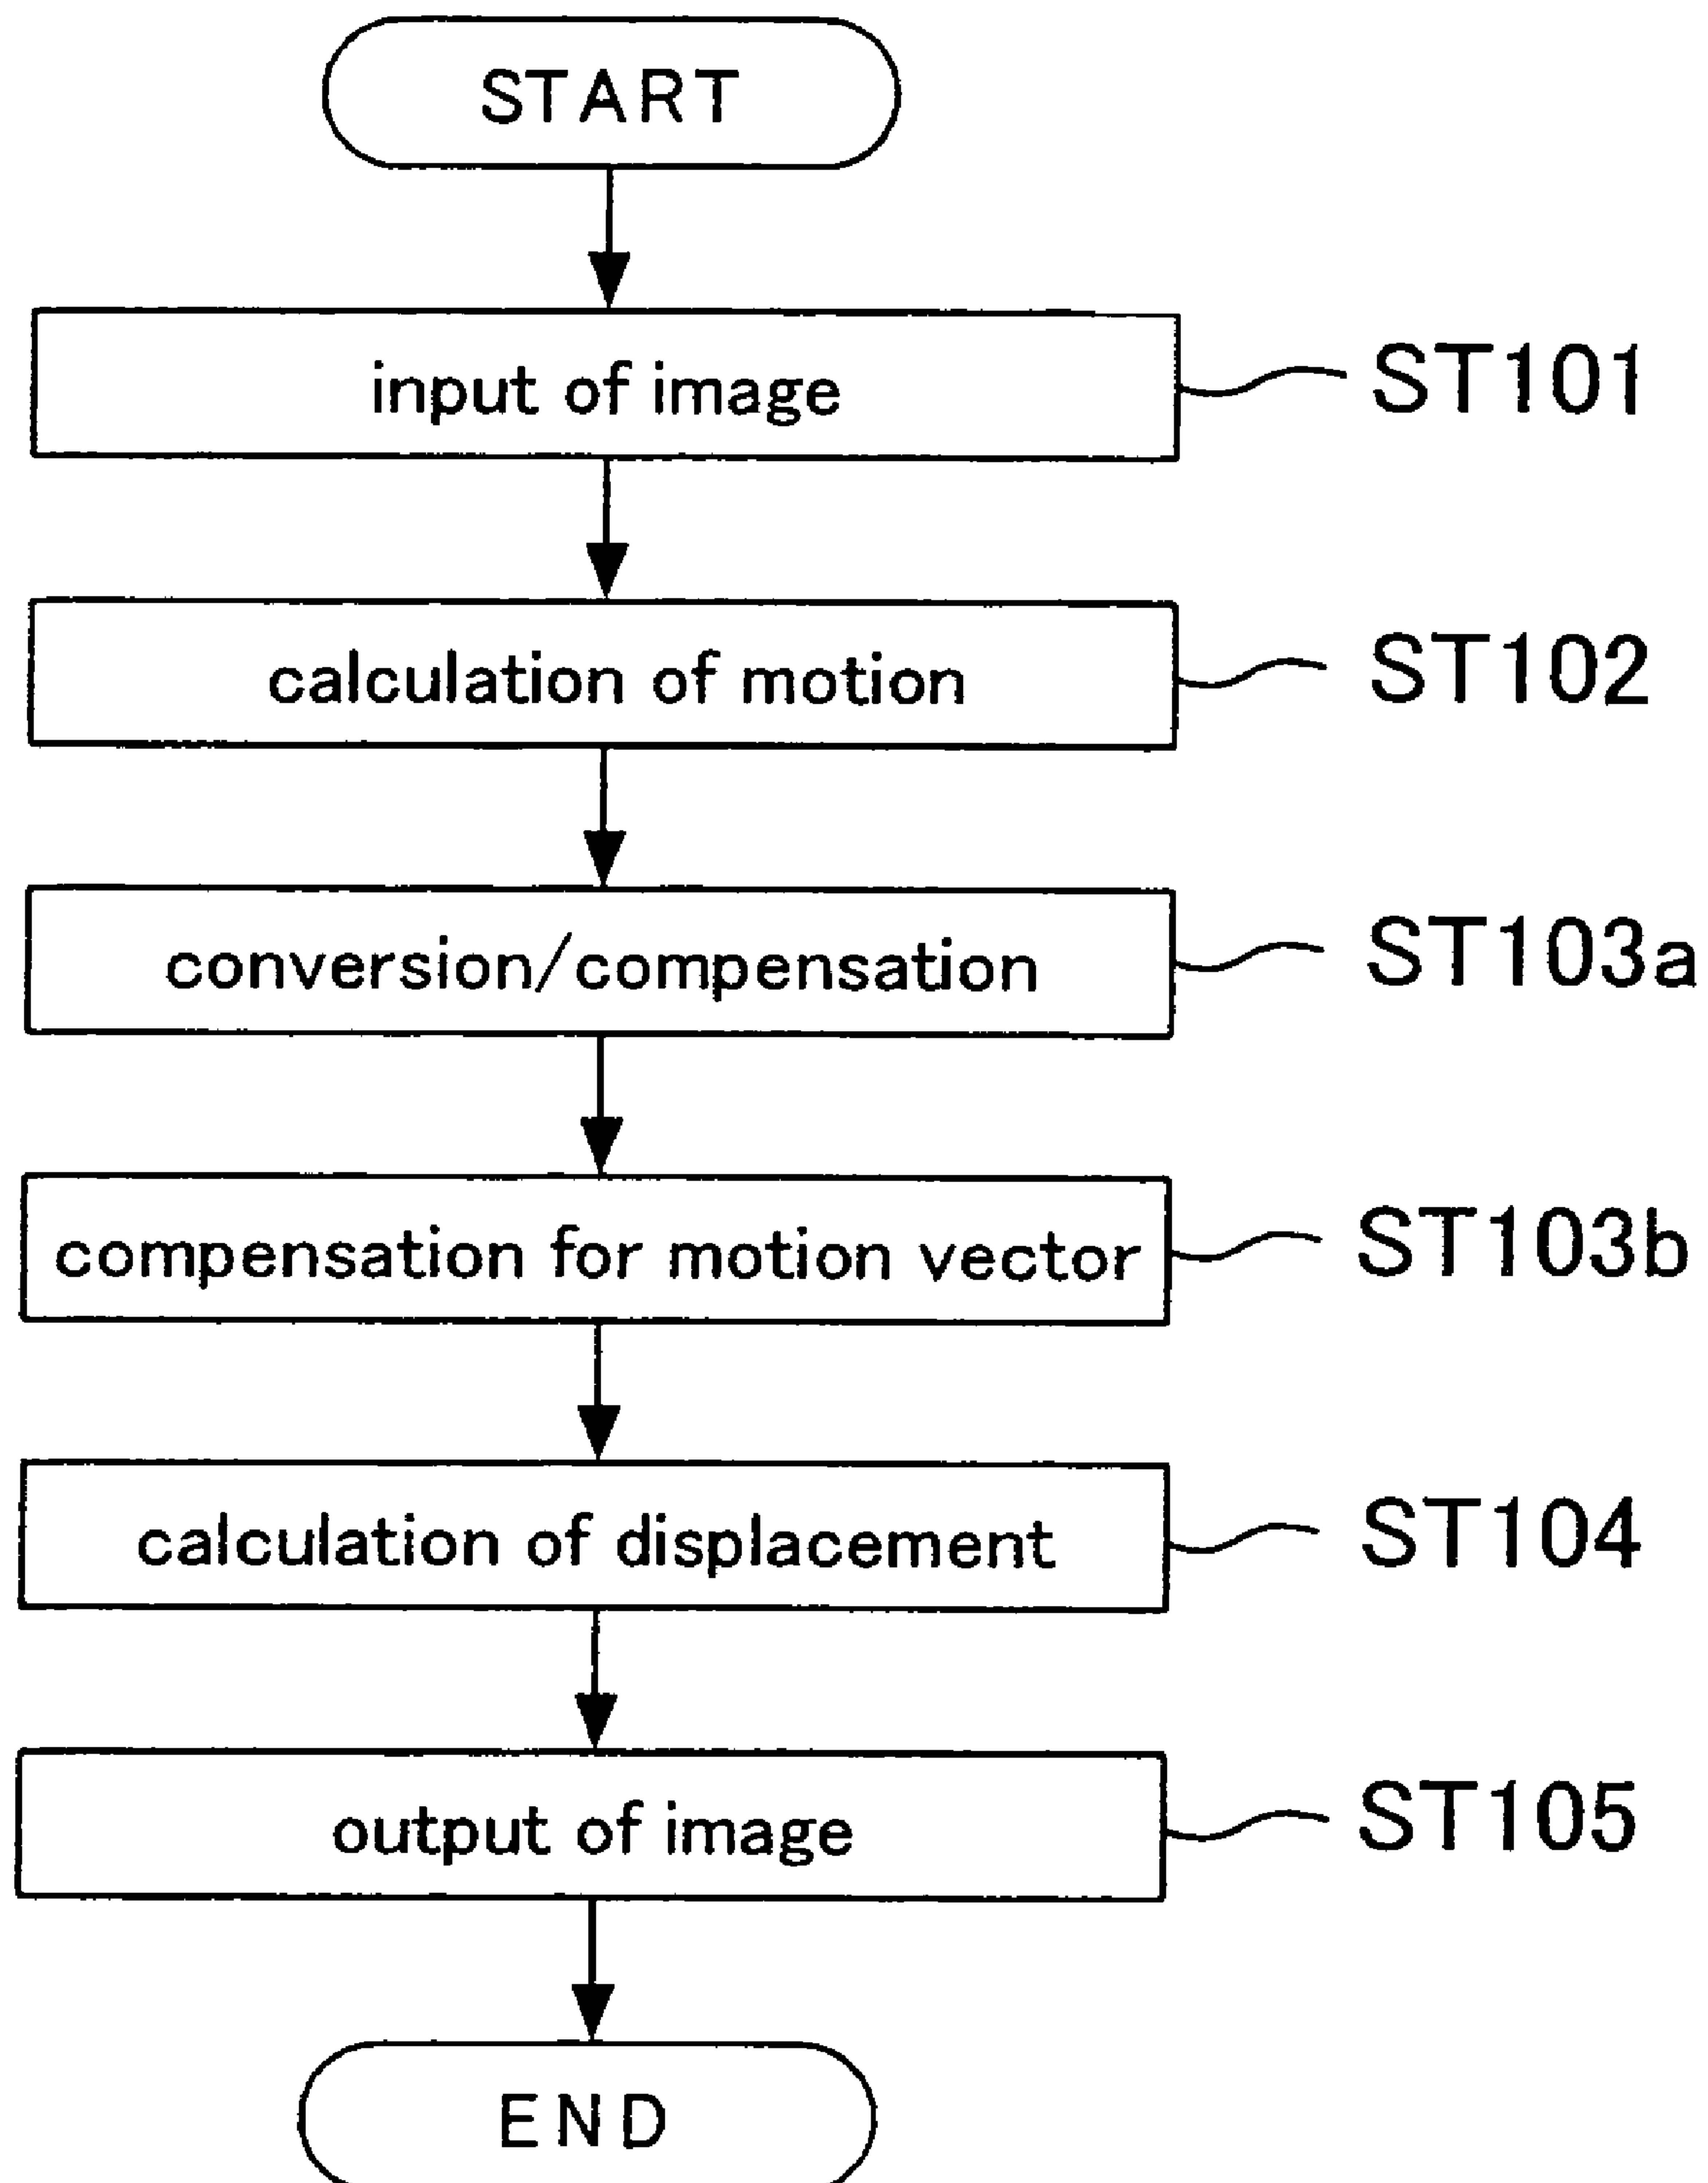 START
input of image ST101
calculation of motion ST102
conversion/compensation ST103a
compensation for motion vector ST103b
calculation of displacement ST104
output of image ST105
END